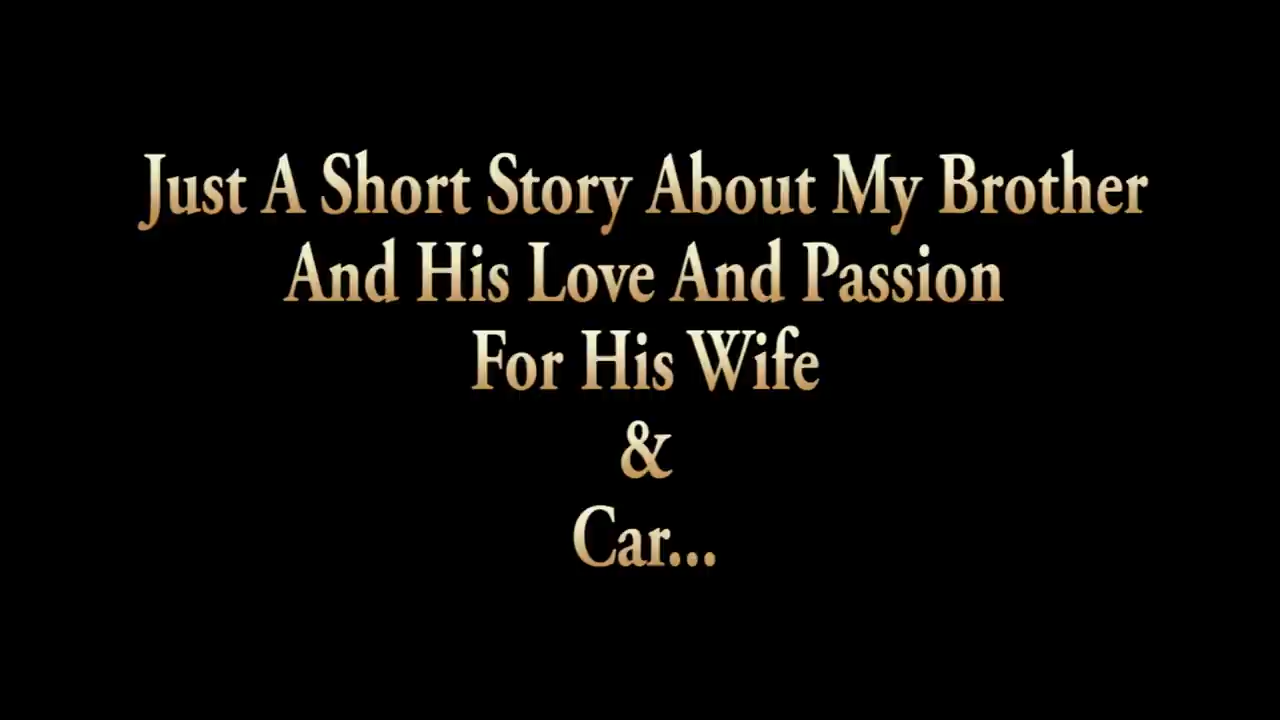 Just A Short Story About My Brother
And His Love And Passion
For His Wife
&
Car...